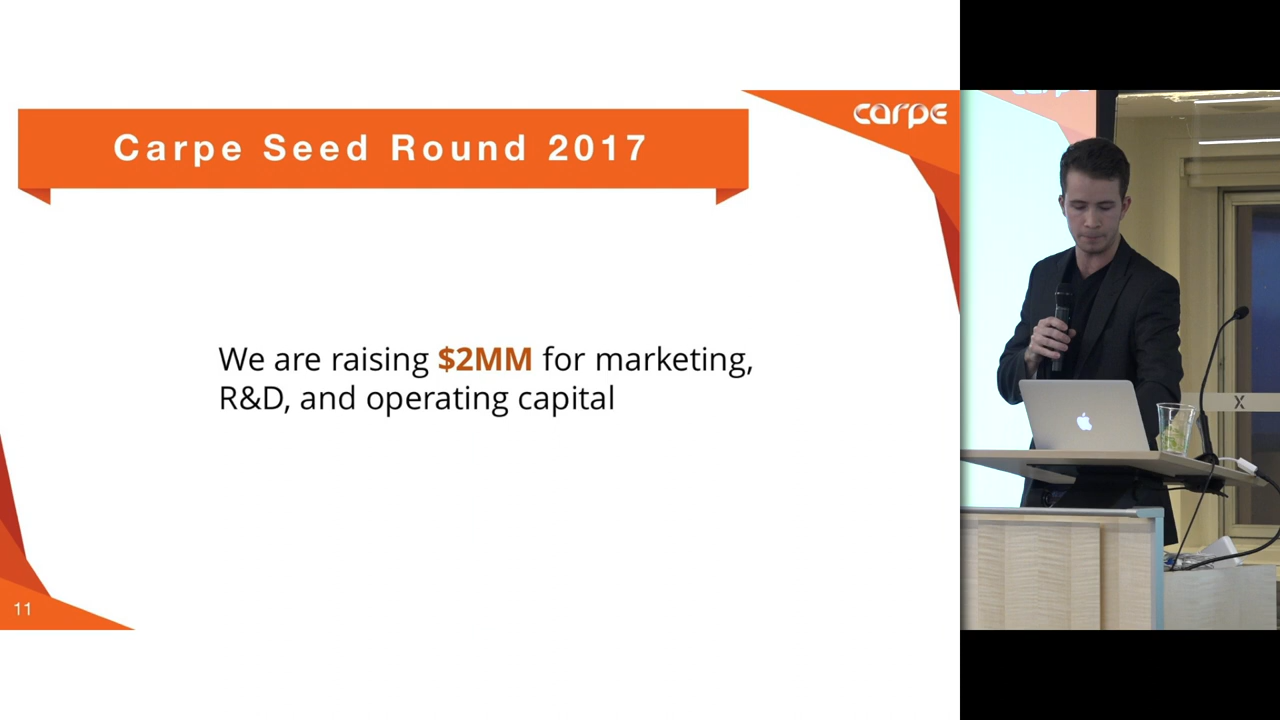 carpe
Carpe Seed Round 2017
We are raising $2MM for marketing,
R&D, and operating capital
11
X